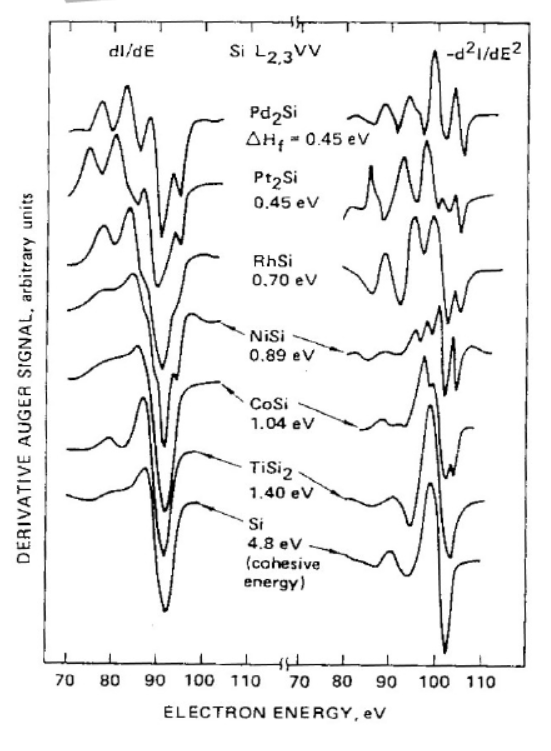 dI/dE Si L2,3VV -d²I/dE²
Pd2Si
ΔHf = 0.45 eV
Pt2Si
0.45 eV
RhSi
0.70 eV
NiSi
0.89 eV
CoSi
1.04 eV
TiSi2
1.40 eV
Si
4.8 eV
(cohesive
energy)
DERIVATIVE AUGER SIGNAL, arbitrary units
70 80 90 100 110 70 80 90 100 110
ELECTRON ENERGY, eV